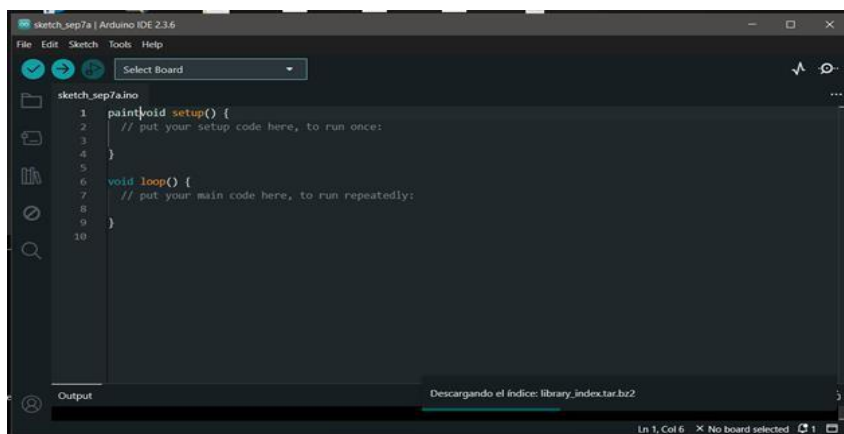 sketch_sep7a | Arduino IDE 2.3.6
File Edit Sketch Tools Help
Select Board
sketch_sep7a.ino
1 paintvoid setup() {
2 // put your setup code here, to run once:
3
4 }
5
6 void loop() {
7 // put your main code here, to run repeatedly:
8
9 }
10
Output
Descargando el índice: library_index.tar.bz2
Ln 1, Col 6 × No board selected 1